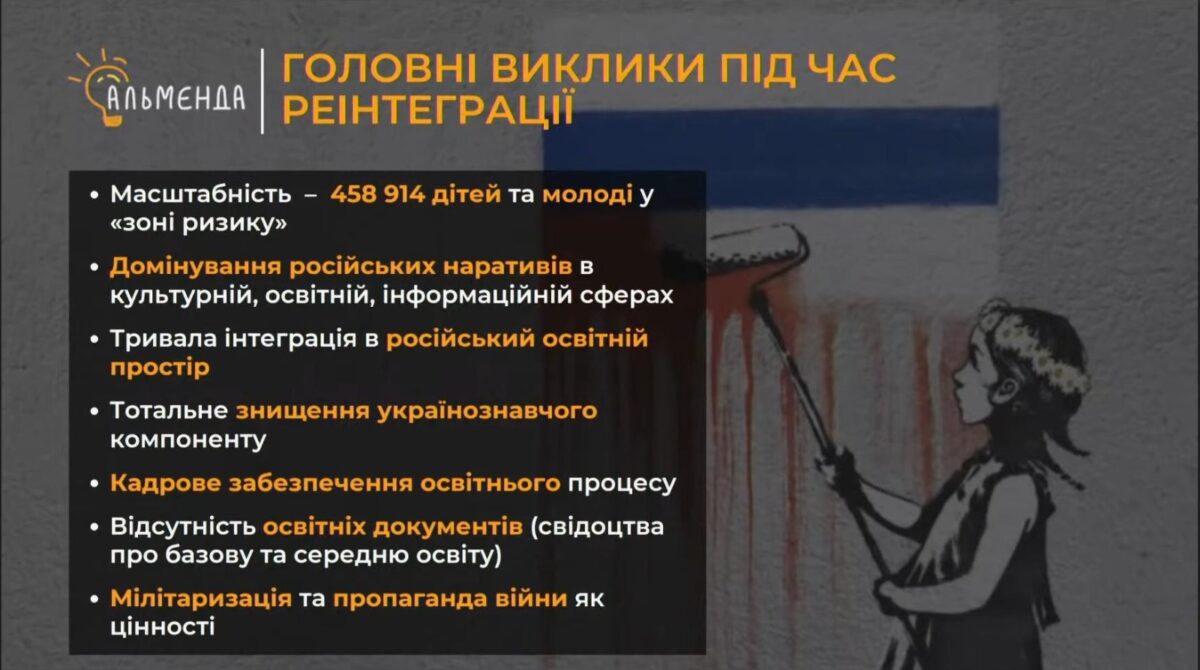 АЛЬМЕНДА
ГОЛОВНІ ВИКЛИКИ ПІД ЧАС
РЕІНТЕГРАЦІЇ
• Масштабність – 458 914 дітей та молоді у
«зоні ризику»
• Домінування російських наративів в
культурній, освітній, інформаційній сферах
• Тривала інтеграція в російський освітній
простір
• Тотальне знищення українознавчого
компоненту
• Кадрове забезпечення освітнього процесу
• Відсутність освітніх документів (свідоцтва
про базову та середню освіту)
• Мілітаризація та пропаганда війни як
цінності